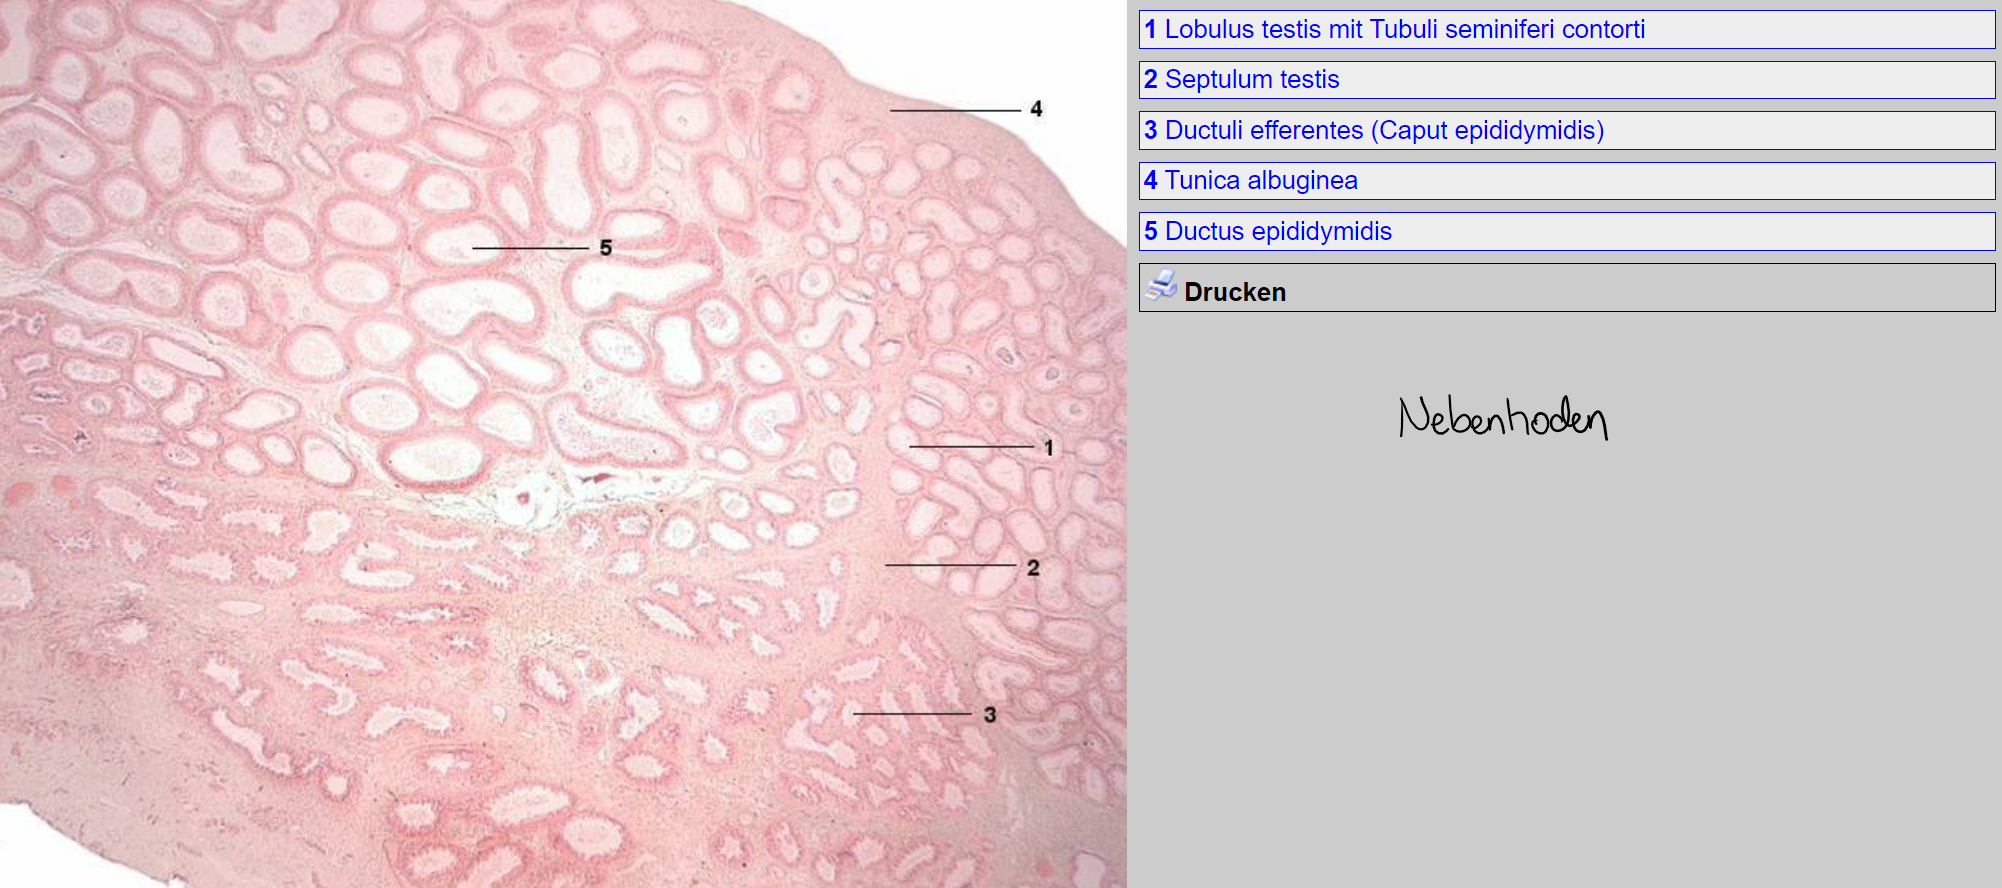 1 Lobulus testis mit Tubuli seminiferi contorti
2 Septulum testis
3 Ductuli efferentes (Caput epididymidis)
4 Tunica albuginea
5 Ductus epididymidis
Drucken
Nebenhoden
4
5
1
2
3